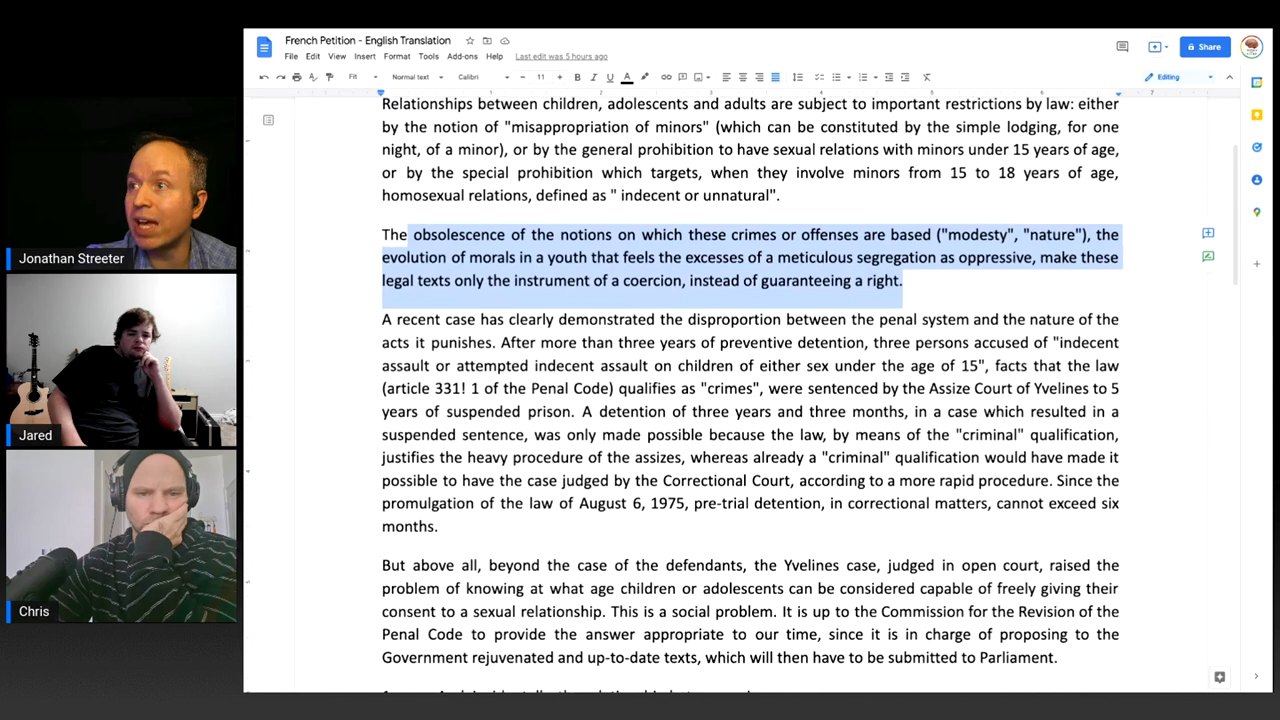 French Petition - English Translation
File Edit View Insert Format Tools Add-ons Help Last edit was 5 hours ago
Share
Fit Normal text Calibri - 11 + B I U A Editing
Relationships between children, adolescents and adults are subject to important restrictions by law: either
by the notion of "misappropriation of minors" (which can be constituted by the simple lodging, for one
night, of a minor), or by the general prohibition to have sexual relations with minors under 15 years of age,
or by the special prohibition which targets, when they involve minors from 15 to 18 years of age,
homosexual relations, defined as " indecent or unnatural".
The obsolescence of the notions on which these crimes or offenses are based ("modesty", "nature"), the
evolution of morals in a youth that feels the excesses of a meticulous segregation as oppressive, make these
legal texts only the instrument of a coercion, instead of guaranteeing a right.
A recent case has clearly demonstrated the disproportion between the penal system and the nature of the
acts it punishes. After more than three years of preventive detention, three persons accused of "indecent
assault or attempted indecent assault on children of either sex under the age of 15", facts that the law
(article 331! 1 of the Penal Code) qualifies as "crimes", were sentenced by the Assize Court of Yvelines to 5
years of suspended prison. A detention of three years and three months, in a case which resulted in a
suspended sentence, was only made possible because the law, by means of the "criminal" qualification,
justifies the heavy procedure of the assizes, whereas already a "criminal" qualification would have made it
possible to have the case judged by the Correctional Court, according to a more rapid procedure. Since the
promulgation of the law of August 6, 1975, pre-trial detention, in correctional matters, cannot exceed six
months.
But above all, beyond the case of the defendants, the Yvelines case, judged in open court, raised the
problem of knowing at what age children or adolescents can be considered capable of freely giving their
consent to a sexual relationship. This is a social problem. It is up to the Commission for the Revision of the
Penal Code to provide the answer appropriate to our time, since it is in charge of proposing to the
Government rejuvenated and up-to-date texts, which will then have to be submitted to Parliament.
Jonathan Streeter
Jared
Chris